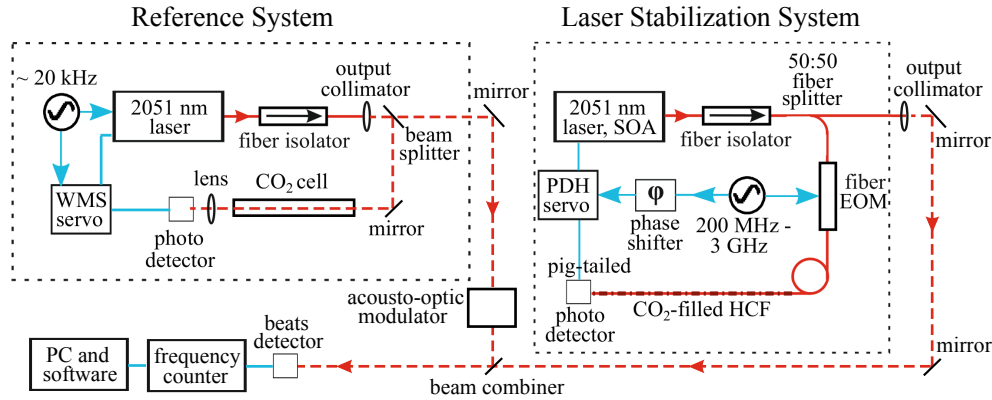 Reference System
Laser Stabilization System
~ 20 kHz
2051 nm
laser
fiber isolator
output
collimator
mirror
beam
splitter
WMS
servo
photo
detector
lens
CO₂ cell
mirror
acousto-optic
modulator
beats
detector
PC and
software
frequency
counter
beam combiner
2051 nm
laser, SOA
fiber isolator
50:50
fiber
splitter
output
collimator
mirror
PDH
servo
φ
phase
shifter
200 MHz -
3 GHz
fiber
EOM
pig-tailed
photo
detector
CO₂-filled HCF
mirror